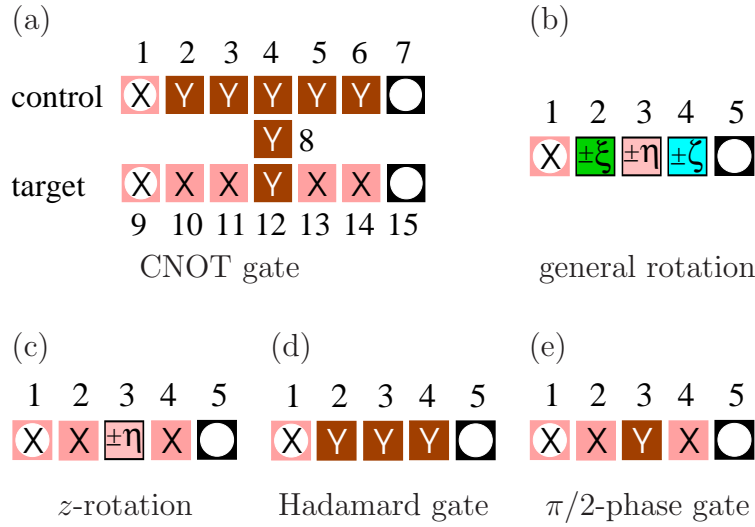 (a)
1 2 3 4 5 6 7
control X Y Y Y Y Y
Y 8
target X X X Y X X
9 10 11 12 13 14 15
CNOT gate
(b)
1 2 3 4 5
X ±ξ ±η ±ζ
general rotation
(c)
1 2 3 4 5
X X ±η X
z-rotation
(d)
1 2 3 4 5
X Y Y Y
Hadamard gate
(e)
1 2 3 4 5
X X Y X
π/2-phase gate